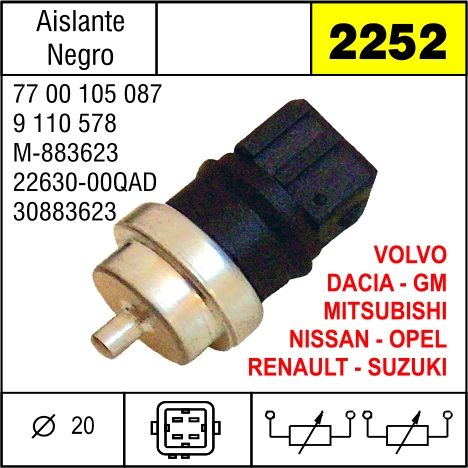 Aislante
Negro
2252
77 00 105 087
9 110 578
M-883623
22630-00QAD
30883623
VOLVO
DACIA - GM
MITSUBISHI
NISSAN - OPEL
RENAULT - SUZUKI
Ø 20